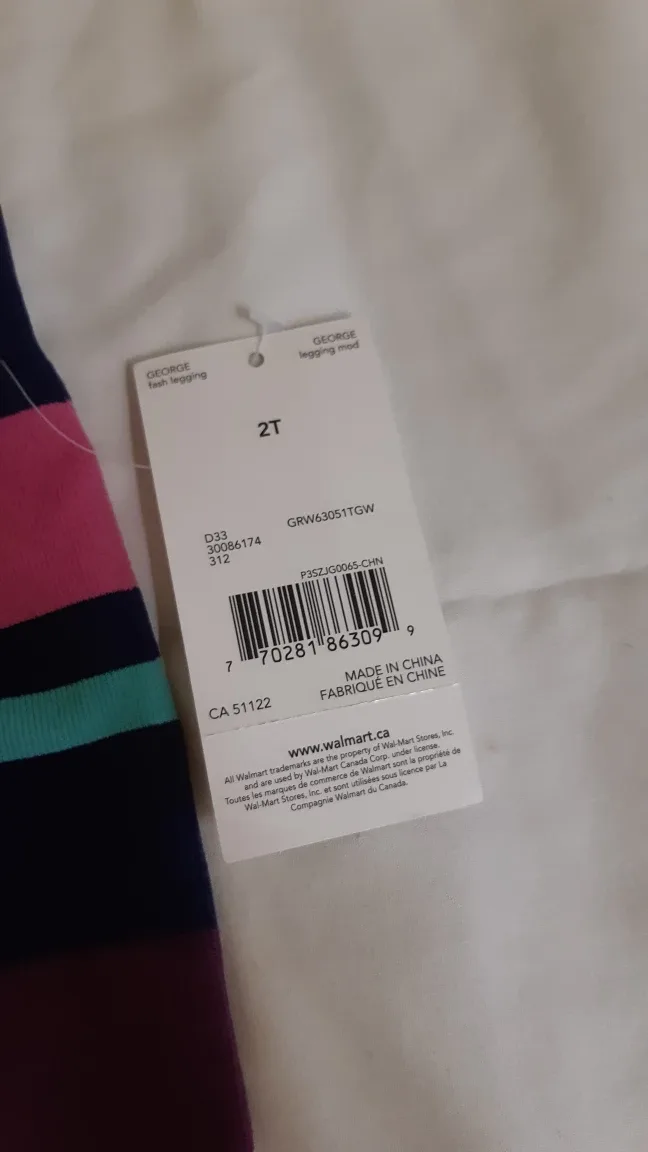 GEORGE
fash legging
GEORGE
legging mod
2T
D33
30086174
312
GRW63051TGW
P3SZJG0065-CHN
7 70281 86309 9
MADE IN CHINA
FABRIQUÉ EN CHINE
CA 51122
www.walmart.ca
All Walmart trademarks are the property of Wal-Mart Stores, Inc.
and are used by Wal-Mart Canada Corp. under license.
Toutes les marques de commerce de Walmart sont la propriété de
Wal-Mart Stores, Inc. et sont utilisées sous licence par La
Compagnie Walmart du Canada.